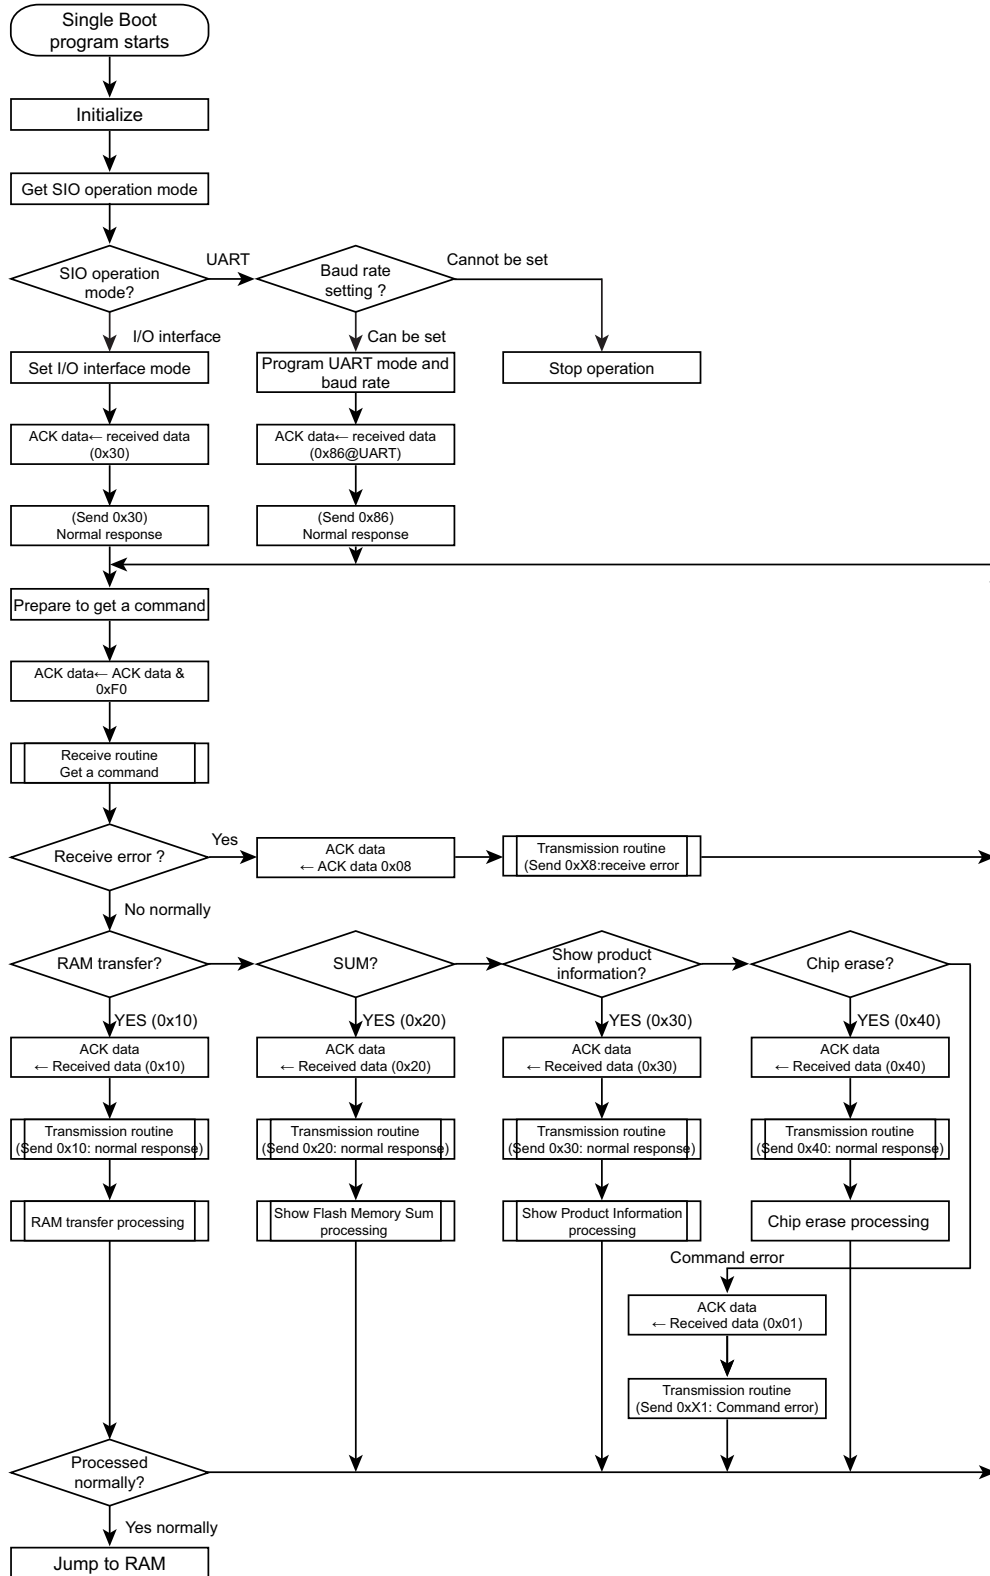 Single Boot
program starts
Initialize
Get SIO operation mode
SIO operation
mode?
UART
Baud rate
setting ?
Cannot be set
I/O interface
Can be set
Set I/O interface mode
Program UART mode and
baud rate
Stop operation
ACK data← received data
(0x30)
ACK data← received data
(0x86@UART)
(Send 0x30)
Normal response
(Send 0x86)
Normal response
Prepare to get a command
ACK data← ACK data &
0xF0
Receive routine
Get a command
Receive error ?
Yes
ACK data
← ACK data 0x08
Transmission routine
(Send 0xX8:receive error
No normally
RAM transfer?
SUM?
Show product
information?
Chip erase?
YES (0x10)
YES (0x20)
YES (0x30)
YES (0x40)
ACK data
← Received data (0x10)
ACK data
← Received data (0x20)
ACK data
← Received data (0x30)
ACK data
← Received data (0x40)
Transmission routine
(Send 0x10: normal response)
Transmission routine
(Send 0x20: normal response)
Transmission routine
(Send 0x30: normal response)
Transmission routine
(Send 0x40: normal response)
RAM transfer processing
Show Flash Memory Sum
processing
Show Product Information
processing
Chip erase processing
Command error
ACK data
← Received data (0x01)
Transmission routine
(Send 0xX1: Command error)
Processed
normally?
Yes normally
Jump to RAM